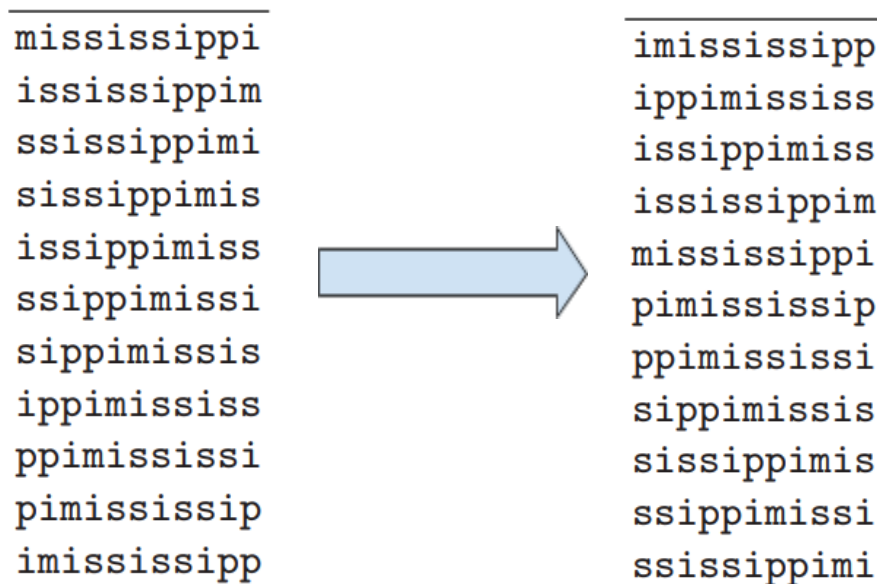 mississippi
ississippim
ssissippimi
sissippimis
issippimiss
ssippimissi
sippimissis
ippimississ
ppimississi
pimississip
imississipp
imississipp
ippimississ
issippimiss
ississippim
mississippi
pimississip
ppimississi
sippimissis
sissippimis
ssippimissi
ssissippimi